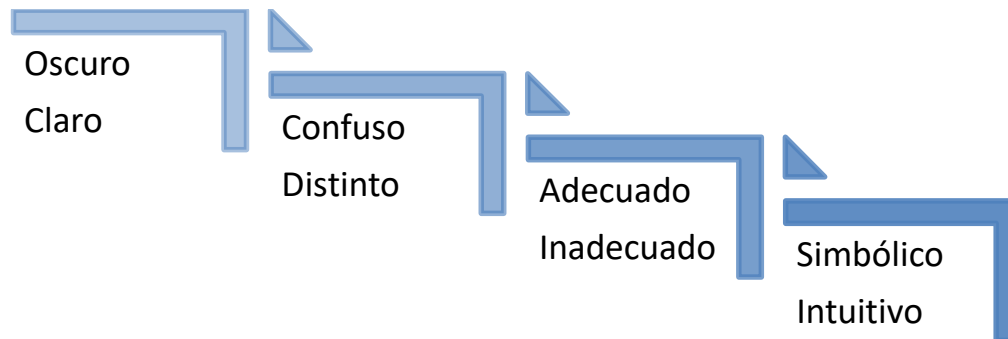 Oscuro
Claro
Confuso
Distinto
Adecuado
Inadecuado
Simbólico
Intuitivo